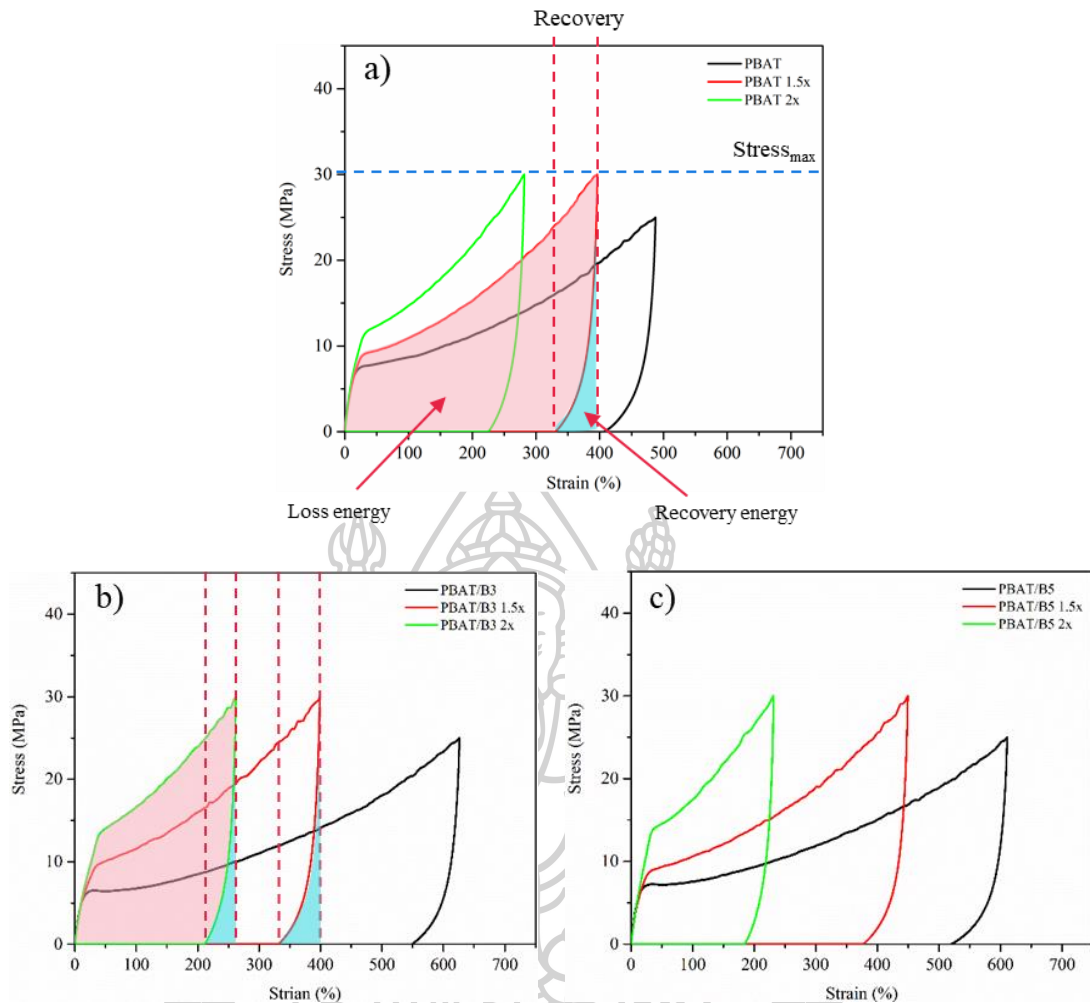 Recovery
a)
PBAT
PBAT 1.5x
PBAT 2x
Stress_max
40
30
20
10
0
Stress (MPa)
0 100 200 300 400 500 600 700
Strain (%)
Loss energy
Recovery energy
b)
PBAT/B3
PBAT/B3 1.5x
PBAT/B3 2x
40
30
20
10
0
Stress (MPa)
0 100 200 300 400 500 600 700
Strian (%)
c)
PBAT/B5
PBAT/B5 1.5x
PBAT/B5 2x
40
30
20
10
0
Stress (MPa)
0 100 200 300 400 500 600 700
Strain (%)